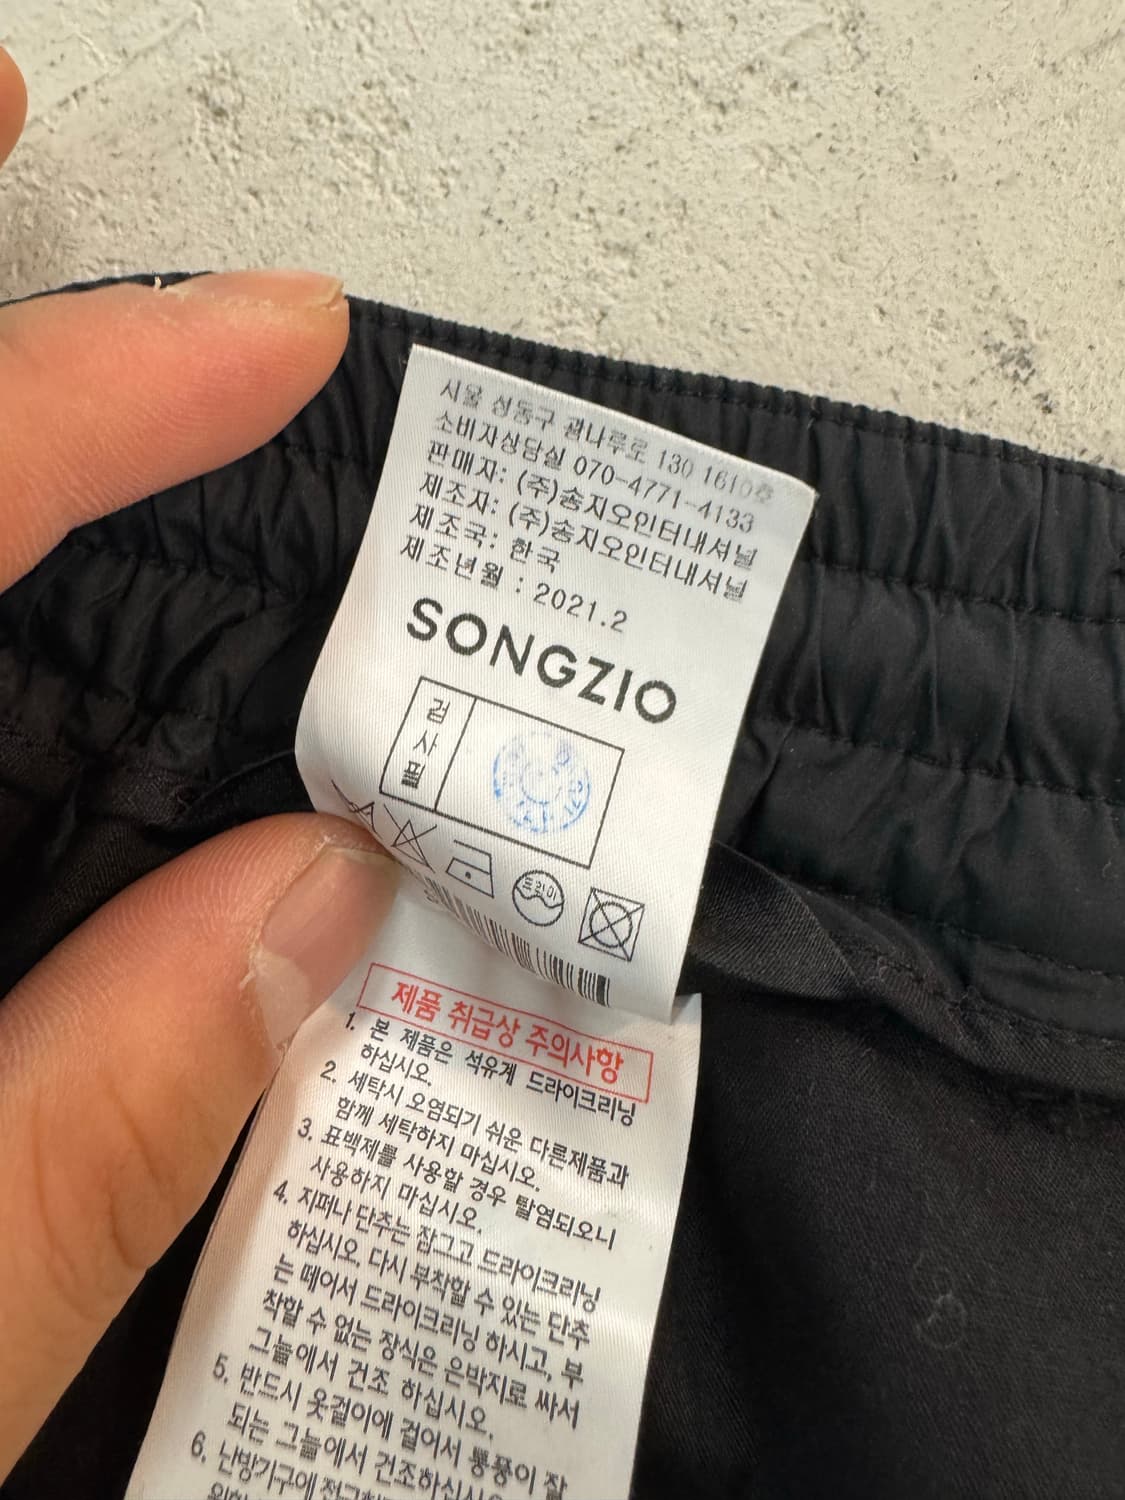 시울 성동구 광나루로 130 1610호
소비자상담실 070-4771-4133
판매자: (주)송지오인터내셔널
제조자: (주)송지오인터내셔널
제조국: 한국
제조년월 : 2021.2
SONGZIO
검사필
드라이
제품 취급상 주의사항
1. 본 제품은 석유계 드라이크리닝
하십시오.
2. 세탁시 오염되기 쉬운 다른제품과
함께 세탁하지 마십시오.
3. 표백제를 사용할 경우 탈염되오니
사용하지 마십시오.
4. 지퍼나 단추는 잠그고 드라이크리닝
하십시오. 다시 부착할 수 있는 단추
는 떼어서 드라이크리닝 하시고, 부
착할 수 없는 장식은 은박지로 싸서
그늘에서 건조 하십시오.
5. 반드시 옷걸이에 걸어서 통풍이 잘
되는 그늘에서 건조하십시오
6. 난방기구에